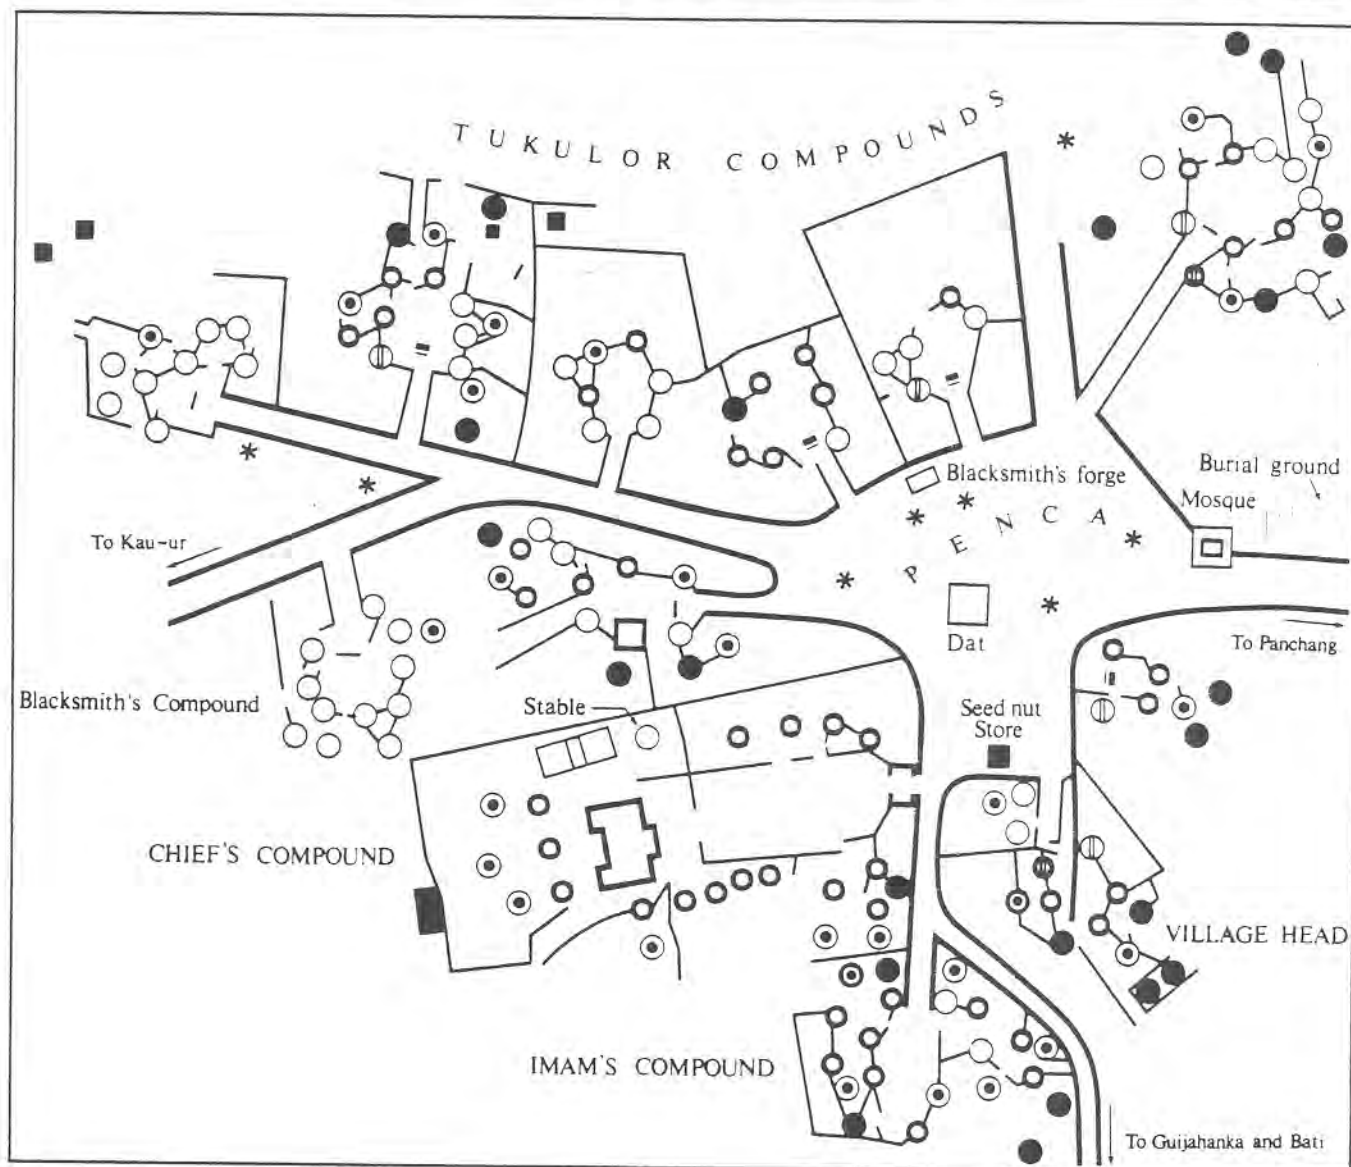 TUKULOR COMPOUNDS
Blacksmith's forge
Burial ground
Mosque
PENCA
To Kau-ur
Dat
To Panchang
Blacksmith's Compound
Stable
Seed nut
Store
CHIEF'S COMPOUND
VILLAGE HEAD
IMAM'S COMPOUND
To Guijahanka and Bati